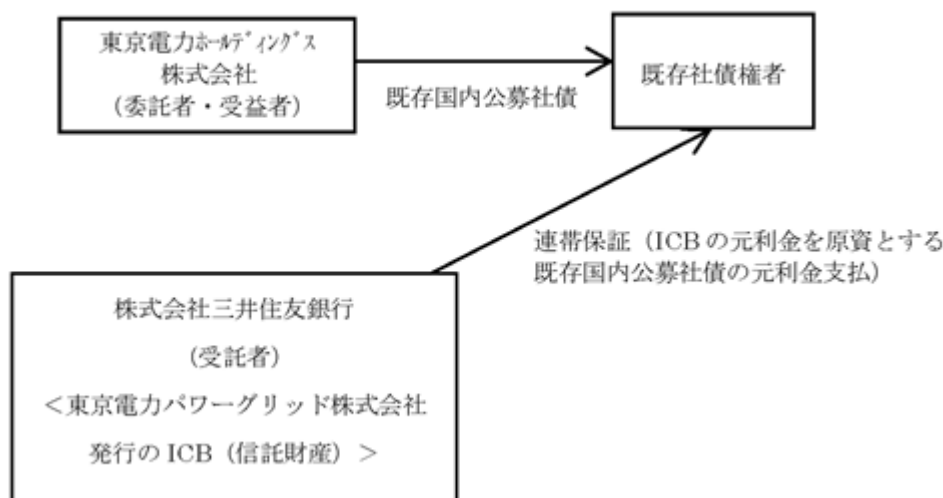 東京電力ﾎｰﾙﾃﾞｨﾝｸﾞｽ
株式会社
（委託者・受益者）
既存国内公募社債
既存社債権者
連帯保証（ICB の元利金を原資とする
既存国内公募社債の元利金支払）
株式会社三井住友銀行
（受託者）
＜東京電力パワーグリッド株式会社
発行の ICB（信託財産）＞